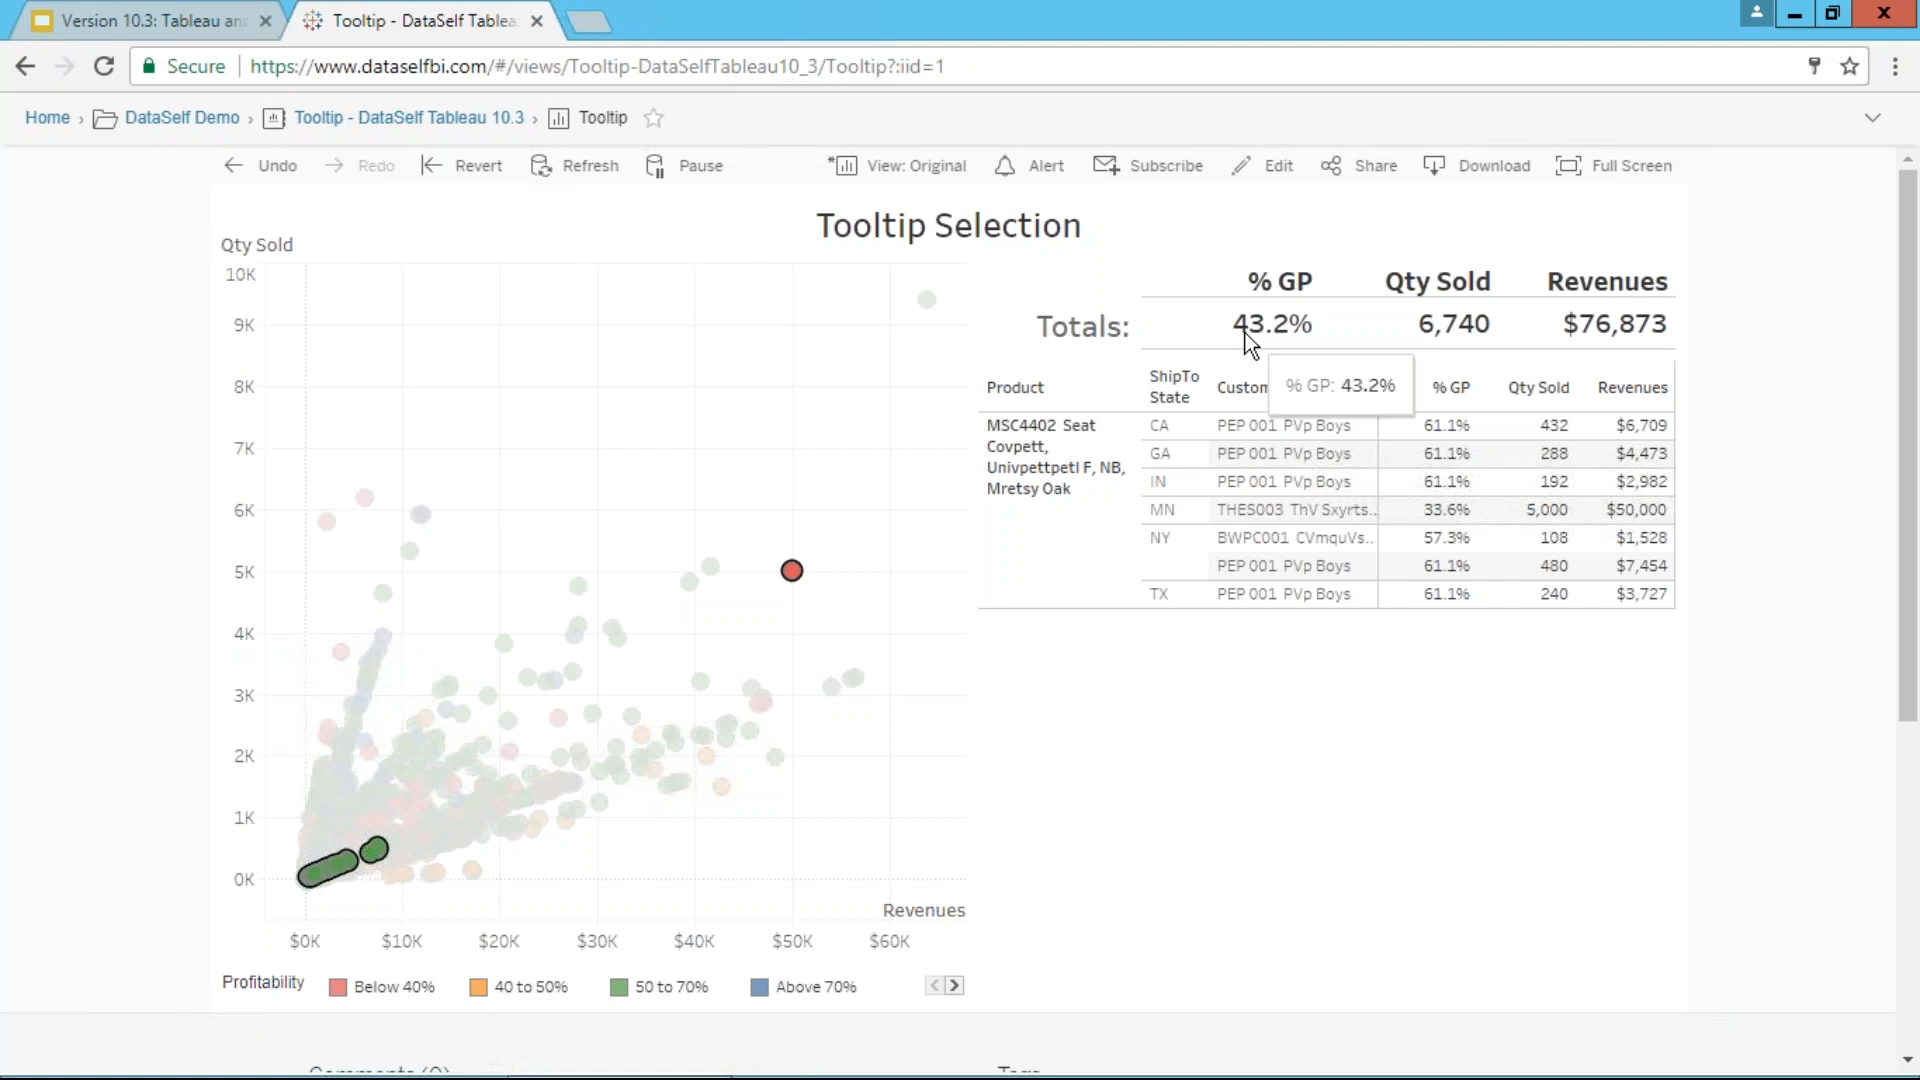 Version 10.3: Tableau an
Tooltip - DataSelf Tablea
Secure
https://www.dataselfbi.com/#/views/Tooltip-DataSelfTableau10_3/Tooltip?:iid=1
Home › DataSelf Demo › Tooltip - DataSelf Tableau 10.3 › Tooltip
Undo Redo Revert Refresh Pause View: Original Alert Subscribe Edit Share Download Full Screen
Tooltip Selection
Qty Sold
10K
9K
8K
7K
6K
5K
4K
3K
2K
1K
0K
Revenues
$0K $10K $20K $30K $40K $50K $60K
Profitability Below 40% 40 to 50% 50 to 70% Above 70%
% GP Qty Sold Revenues
Totals: 43.2% 6,740 $76,873
% GP: 43.2%
Product ShipTo State Custom % GP Qty Sold Revenues
MSC4402 Seat CA PEP 001 PVp Boys 61.1% 432 $6,709
Covpett, GA PEP 001 PVp Boys 61.1% 288 $4,473
Univpettpetl F, NB, IN PEP 001 PVp Boys 61.1% 192 $2,982
Mretsy Oak MN THES003 ThV Sxyrts.. 33.6% 5,000 $50,000
NY BWPC001 CVmquVs.. 57.3% 108 $1,528
PEP 001 PVp Boys 61.1% 480 $7,454
TX PEP 001 PVp Boys 61.1% 240 $3,727